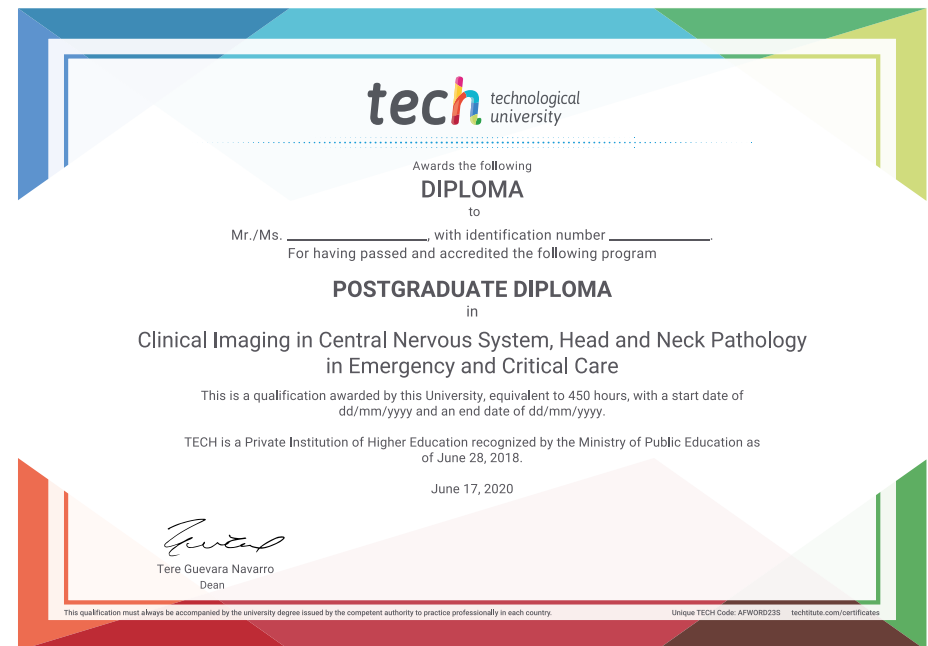 tech technological
university
Awards the following
DIPLOMA
to
Mr./Ms. ____________________, with identification number ______________.
For having passed and accredited the following program
POSTGRADUATE DIPLOMA
in
Clinical Imaging in Central Nervous System, Head and Neck Pathology
in Emergency and Critical Care
This is a qualification awarded by this University, equivalent to 450 hours, with a start date of
dd/mm/yyyy and an end date of dd/mm/yyyy.
TECH is a Private Institution of Higher Education recognized by the Ministry of Public Education as
of June 28, 2018.
June 17, 2020
Tere Guevara Navarro
Dean
This qualification must always be accompanied by the university degree issued by the competent authority to practice professionally in each country. Unique TECH Code: AFWORD23S techtitute.com/certificates